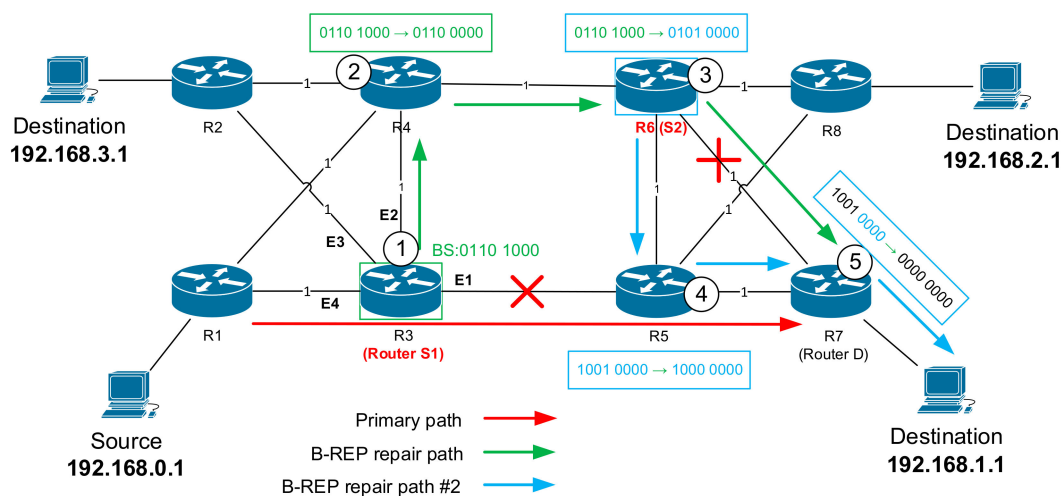 0110 1000 → 0110 0000
0110 1000 → 0101 0000
2
3
1
1
1
R2
R4
R6 (S2)
R8
Destination
192.168.3.1
Destination
192.168.2.1
1
1
1
1
1
1
1
E2
E3
1
BS:0110 1000
1001 0000 → 0000 0000
5
E1
E4
1
4
1
R1
R3
(Router S1)
R5
R7
(Router D)
1001 0000 → 1000 0000
Source
192.168.0.1
Primary path
B-REP repair path
B-REP repair path #2
Destination
192.168.1.1